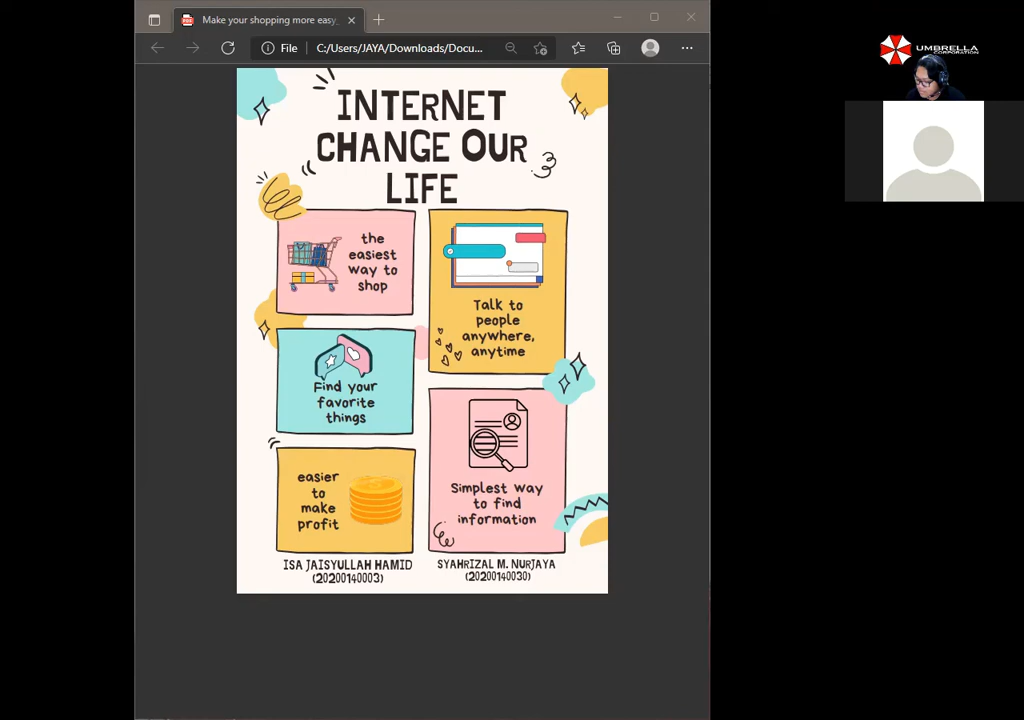 Make your shopping more easy
File
C:/Users/JAYA/Downloads/Docu...
UMBRELLA
CORPORATION
INTERNET
CHANGE OUR
LIFE
the
easiest
way to
shop
Talk to
people
anywhere,
anytime
Find your
favorite
things
easier
to
make
profit
Simplest way
to find
information
ISA JAISYULLAH HAMID
(20200140003)
SYAHRIZAL M. NURJAYA
(20200140030)